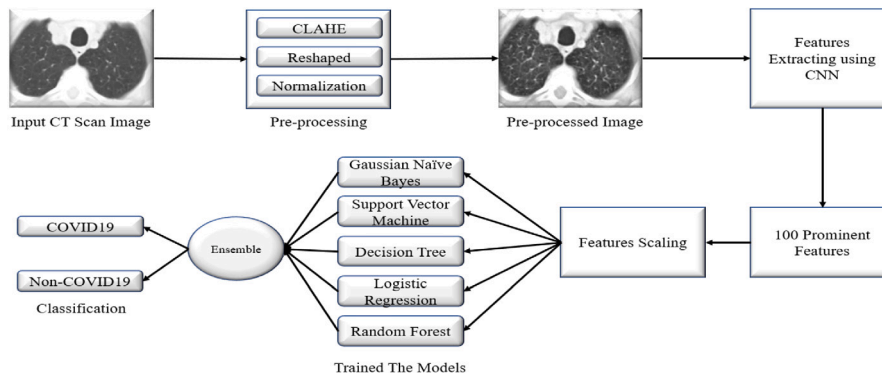 CLAHE
Reshaped
Normalization
Features
Extracting using
CNN
Input CT Scan Image
Pre-processing
Pre-processed Image
Gaussian Naïve
Bayes
Support Vector
Machine
Decision Tree
Logistic
Regression
Random Forest
Trained The Models
Features Scaling
100 Prominent
Features
Ensemble
COVID19
Non-COVID19
Classification